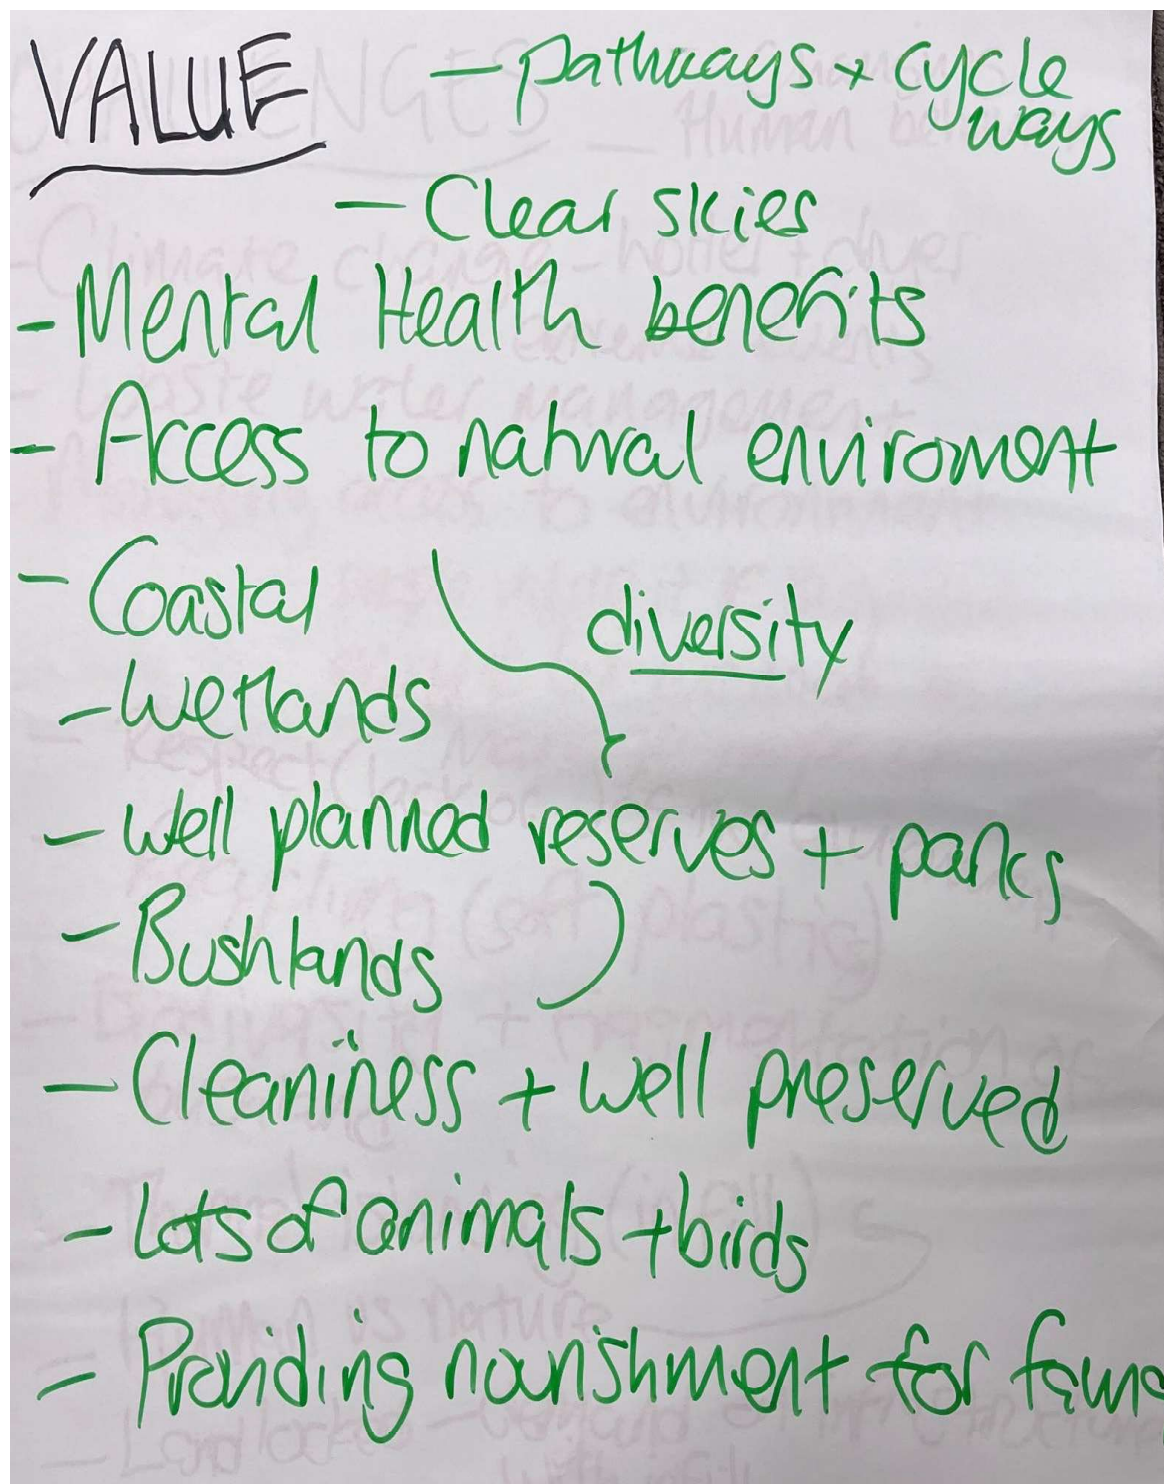 VALUE
- pathways + cycle
ways
- Clear skies
- Mental Health benefits
- Access to natural enviroment
- Coastal
diversity
- Wetlands
- Well planned reserves + parks
- Bushlands
- Cleaniness + well preserved
- Lots of animals + birds
- Providing nourishment for fauna